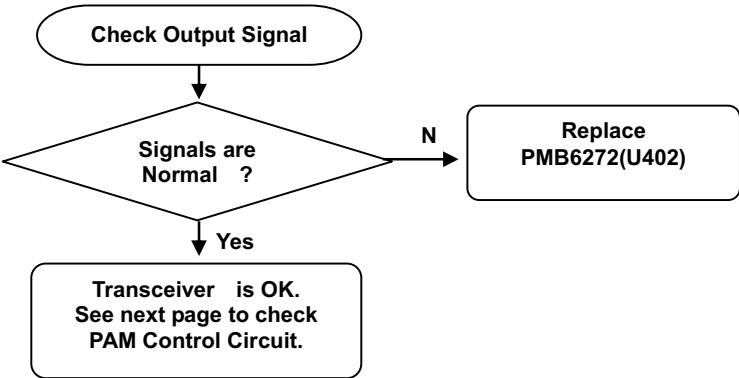 Check Output Signal
Signals are
Normal ?
N
Replace
PMB6272(U402)
Yes
Transceiver is OK.
See next page to check
PAM Control Circuit.